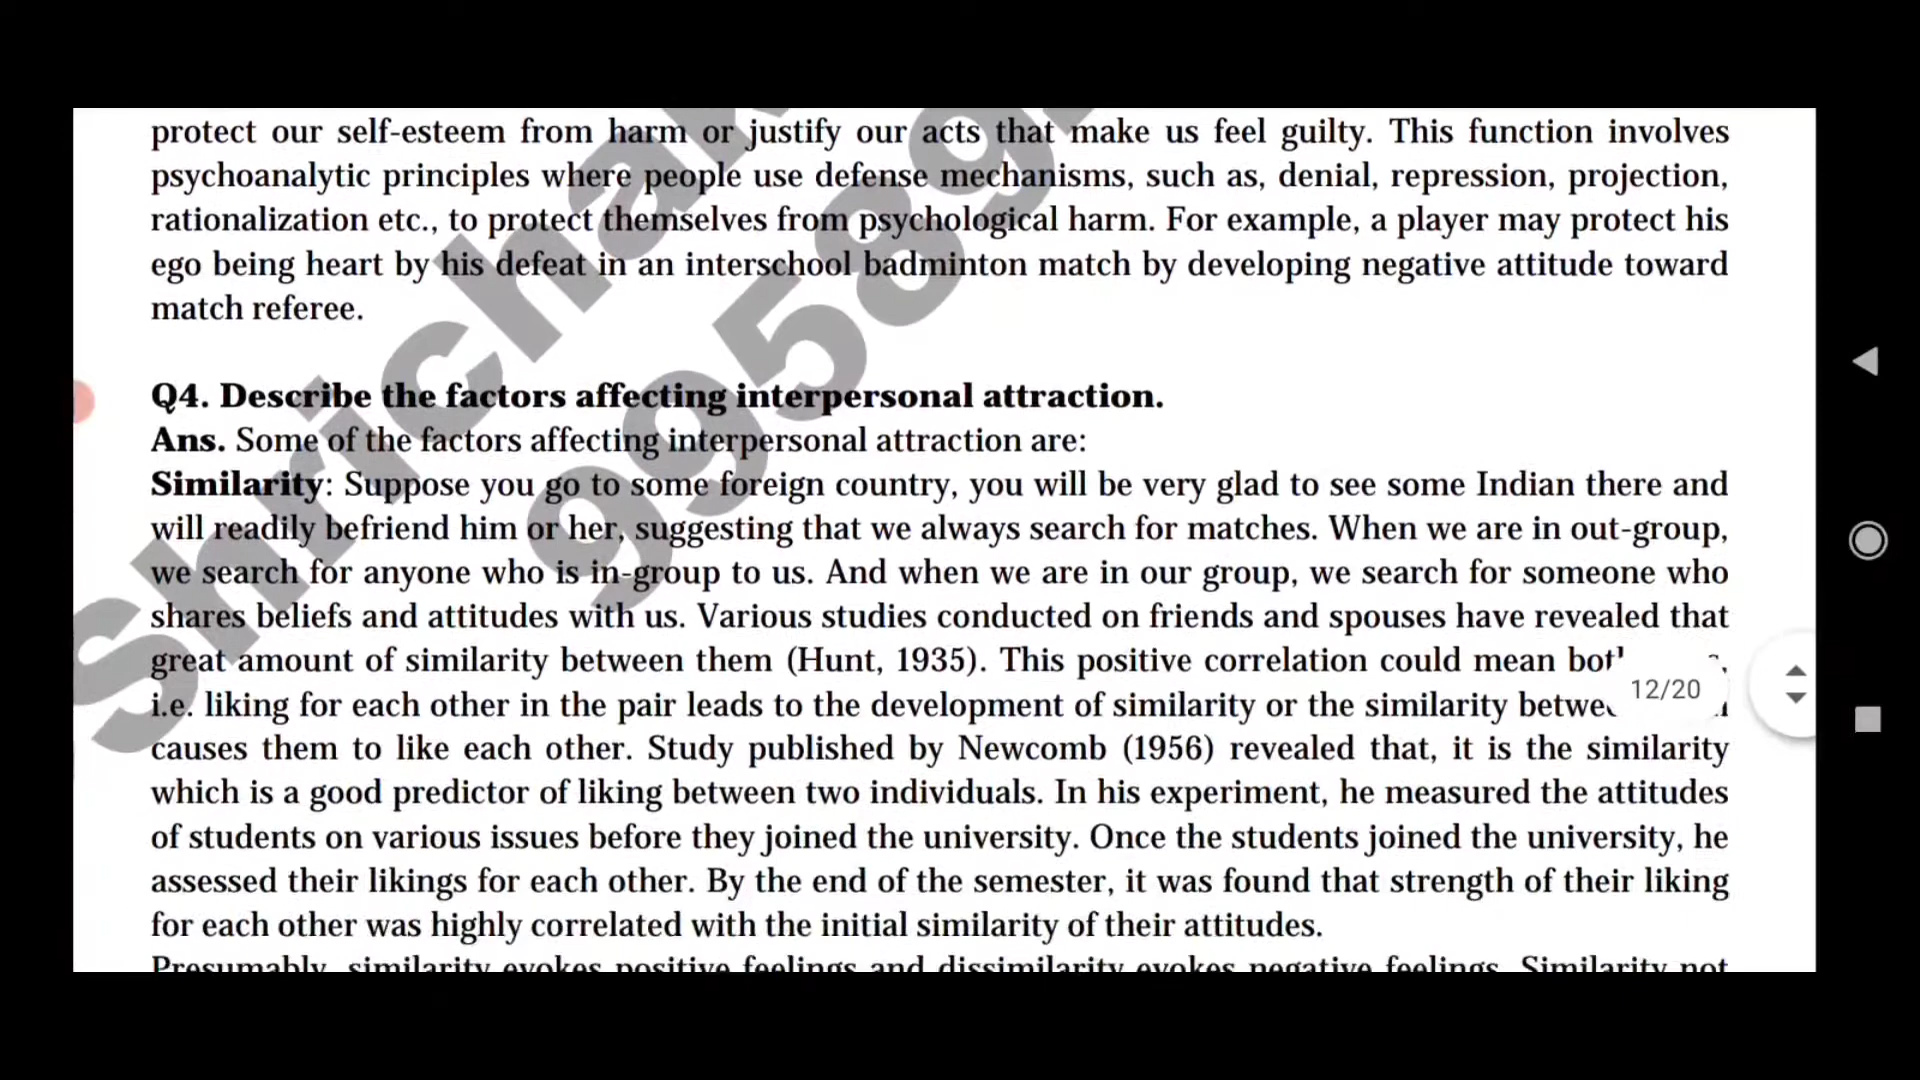 protect our self-esteem from harm or justify our acts that make us feel guilty. This function involves
psychoanalytic principles where people use defense mechanisms, such as, denial, repression, projection,
rationalization etc., to protect themselves from psychological harm. For example, a player may protect his
ego being heart by his defeat in an interschool badminton match by developing negative attitude toward
match referee.
Q4. Describe the factors affecting interpersonal attraction.
Ans. Some of the factors affecting interpersonal attraction are:
Similarity: Suppose you go to some foreign country, you will be very glad to see some Indian there and
will readily befriend him or her, suggesting that we always search for matches. When we are in out-group,
we search for anyone who is in-group to us. And when we are in our group, we search for someone who
shares beliefs and attitudes with us. Various studies conducted on friends and spouses have revealed that
great amount of similarity between them (Hunt, 1935). This positive correlation could mean
i.e. liking for each other in the pair leads to the development of similarity or the similarity
12/20
causes them to like each other. Study published by Newcomb (1956) revealed that, it is the similarity
which is a good predictor of liking between two individuals. In his experiment, he measured the attitudes
of students on various issues before they joined the university. Once the students joined the university, he
assessed their likings for each other. By the end of the semester, it was found that strength of their liking
for each other was highly correlated with the initial similarity of their attitudes.
Presumably, similarity evokes positive feelings and dissimilarity evokes negative feelings. Similarity not